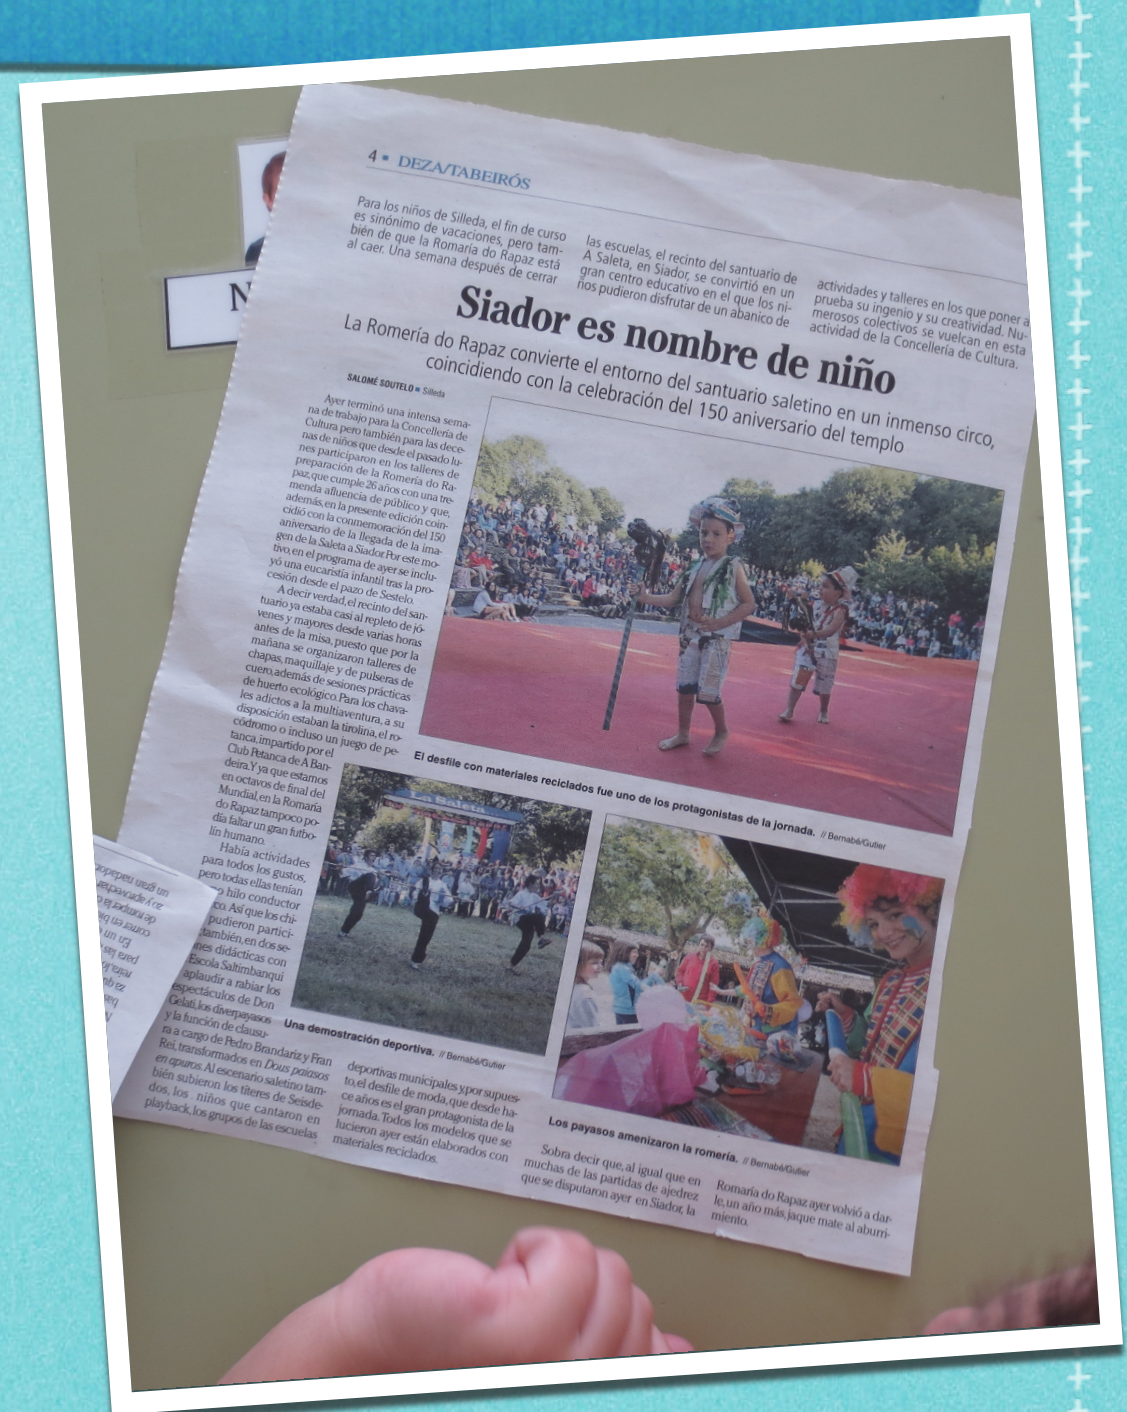 4 ▪ DEZA/TABEIRÓS
Para los niños de Silleda, el fin de curso
es sinónimo de vacaciones, pero tam-
bién de que la Romaría do Rapaz está
al caer. Una semana después de cerrar
las escuelas, el recinto del santuario de
A Saleta, en Siador, se convirtió en un
gran centro educativo en el que los ni-
ños pudieron disfrutar de un abanico de
actividades y talleres en los que poner a
prueba su ingenio y su creatividad. Nu-
merosos colectivos se vuelcan en esta
actividad de la Concellería de Cultura.
Siador es nombre de niño
La Romería do Rapaz convierte el entorno del santuario saletino en un inmenso circo,
coincidiendo con la celebración del 150 aniversario del templo
SALOMÉ SOUTELO ▪ Silleda
Ayer terminó una intensa sema-
na de trabajo para la Concellería de
Cultura pero también para las dece-
nas de niños que desde el pasado lu-
nes participaron en los talleres de
preparación de la Romería do Ra-
paz, que cumple 26 años con una tre-
menda afluencia de público y que,
además, en la presente edición coin-
cidió con la conmemoración del 150
aniversario de la llegada de la ima-
gen de la Saleta a Siador. Por este mo-
tivo, en el programa de ayer se inclu-
yó una eucaristía infantil tras la pro-
cesión desde el pazo de Sestelo.
A decir verdad, el recinto del san-
tuario ya estaba casi al repleto de jó-
venes y mayores desde varias horas
antes de la misa, puesto que por la
mañana se organizaron talleres de
chapas, maquillaje y de pulseras de
cuero, además de sesiones prácticas
de huerto ecológico. Para los chava-
les adictos a la multiaventura, a su
disposición estaban la tirolina, el ro-
códromo o incluso un juego de pe-
tanca, impartido por el
Club Petanca de A Ban-
deira. Y ya que estamos
en octavos de final del
Mundial, en la Romaría
do Rapaz tampoco po-
día faltar un gran futbo-
lín humano.
Había actividades
para todos los gustos,
pero todas ellas tenían
hilo conductor
co. Así que los chi-
pudieron partici-
también, en dos se-
nes didácticas con
Escola Saltimbanqui
aplaudir a rabiar los
espectáculos de Don
Gelati, los diverpayasos
y la función de clausu-
ra a cargo de Pedro Brandariz y Fran
Rei, transformados en Dous paiasos
en apuros. Al escenario saletino tam-
bién subieron los títeres de Seisde-
dos, los niños que cantaron en
playback, los grupos de las escuelas
El desfile con materiales reciclados fue uno de los protagonistas de la jornada. // Bernabé/Gutier
La Saleta
Una demostración deportiva. // Bernabé/Gutier
Los payasos amenizaron la romería. // Bernabé/Gutier
deportivas municipales y, por supues-
to, el desfile de moda, que desde ha-
ce años es el gran protagonista de la
jornada. Todos los modelos que se
lucieron ayer están elaborados con
materiales reciclados.
Sobra decir que, al igual que en
muchas de las partidas de ajedrez
que se disputaron ayer en Siador, la
Romaría do Rapaz ayer volvió a dar-
le, un año más, jaque mate al aburri-
miento.